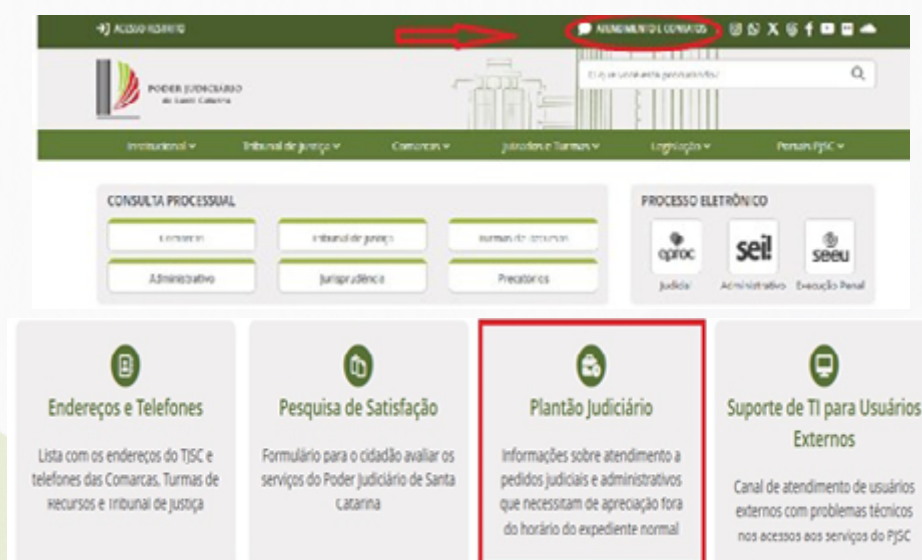 ACESSO RESTRITO
ATENDIMENTO E CONTATOS
PODER JUDICIÁRIO
de Santa Catarina
O que você está procurando?
Institucional
Tribunal de Justiça
Comarcas
Juizados e Turmas
Legislação
Portais PJSC
CONSULTA PROCESSUAL
PROCESSO ELETRÔNICO
Comarcas
Tribunal de Justiça
Turmas de Recursos
Administrativo
Jurisprudência
Precatórios
eproc
Judicial
sei!
Administrativo
seeu
Execução Penal
Endereços e Telefones
Lista com os endereços do TJSC e
telefones das Comarcas, Turmas de
Recursos e Tribunal de Justiça
Pesquisa de Satisfação
Formulário para o cidadão avaliar os
serviços do Poder Judiciário de Santa
Catarina
Plantão Judiciário
Informações sobre atendimento a
pedidos judiciais e administrativos
que necessitam de apreciação fora
do horário do expediente normal
Suporte de TI para Usuários
Externos
Canal de atendimento de usuários
externos com problemas técnicos
nos acessos aos serviços do PJSC